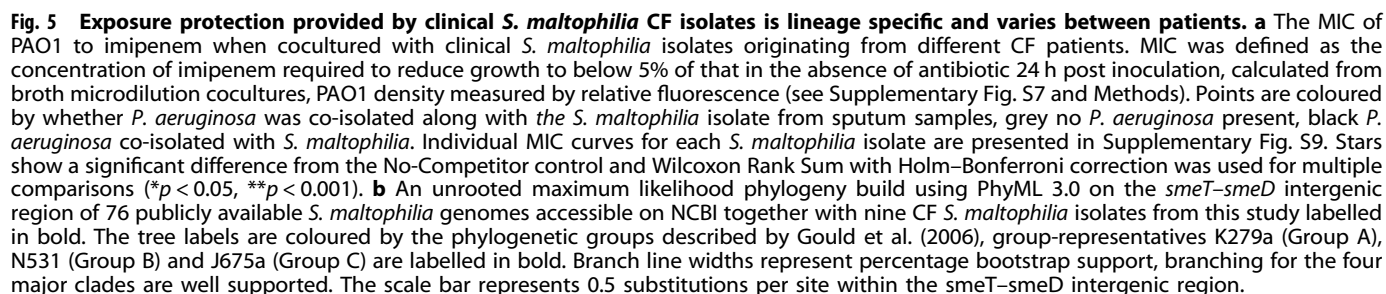 Fig. 5 Exposure protection provided by clinical S. maltophilia CF isolates is lineage specific and varies between patients. a The MIC of
PAO1 to imipenem when cocultured with clinical S. maltophilia isolates originating from different CF patients. MIC was defined as the
concentration of imipenem required to reduce growth to below 5% of that in the absence of antibiotic 24 h post inoculation, calculated from
broth microdilution cocultures, PAO1 density measured by relative fluorescence (see Supplementary Fig. S7 and Methods). Points are coloured
by whether P. aeruginosa was co-isolated along with the S. maltophilia isolate from sputum samples, grey no P. aeruginosa present, black P.
aeruginosa co-isolated with S. maltophilia. Individual MIC curves for each S. maltophilia isolate are presented in Supplementary Fig. S9. Stars
show a significant difference from the No-Competitor control and Wilcoxon Rank Sum with Holm–Bonferroni correction was used for multiple
comparisons (*p < 0.05, **p < 0.001). b An unrooted maximum likelihood phylogeny build using PhyML 3.0 on the smeT–smeD intergenic
region of 76 publicly available S. maltophilia genomes accessible on NCBI together with nine CF S. maltophilia isolates from this study labelled
in bold. The tree labels are coloured by the phylogenetic groups described by Gould et al. (2006), group-representatives K279a (Group A),
N531 (Group B) and J675a (Group C) are labelled in bold. Branch line widths represent percentage bootstrap support, branching for the four
major clades are well supported. The scale bar represents 0.5 substitutions per site within the smeT–smeD intergenic region.